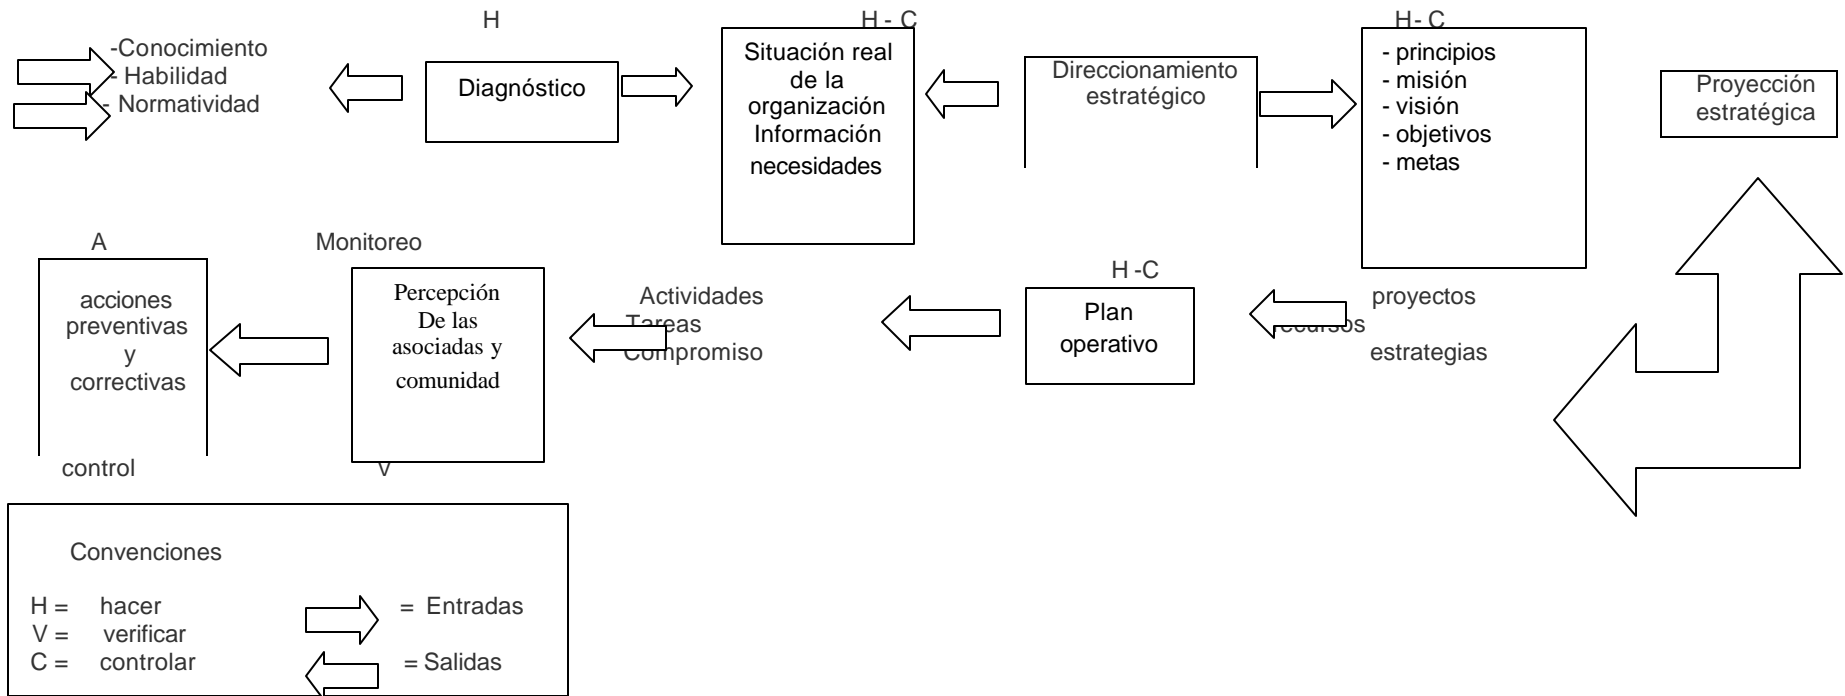 H
H - C
H- C
-Conocimiento
- Habilidad
- Normatividad
Diagnóstico
Situación real
de la
organización
Información
necesidades
Direccionamiento
estratégico
- principios
- misión
- visión
- objetivos
- metas
Proyección
estratégica
A
acciones
preventivas
y
correctivas
control
Monitoreo
Percepción
De las
asociadas y
comunidad
V
Actividades
Tareas
Compromiso
H -C
Plan
operativo
proyectos
ecursos
estrategias
Convenciones
H = hacer
V = verificar
C = controlar
= Entradas
= Salidas